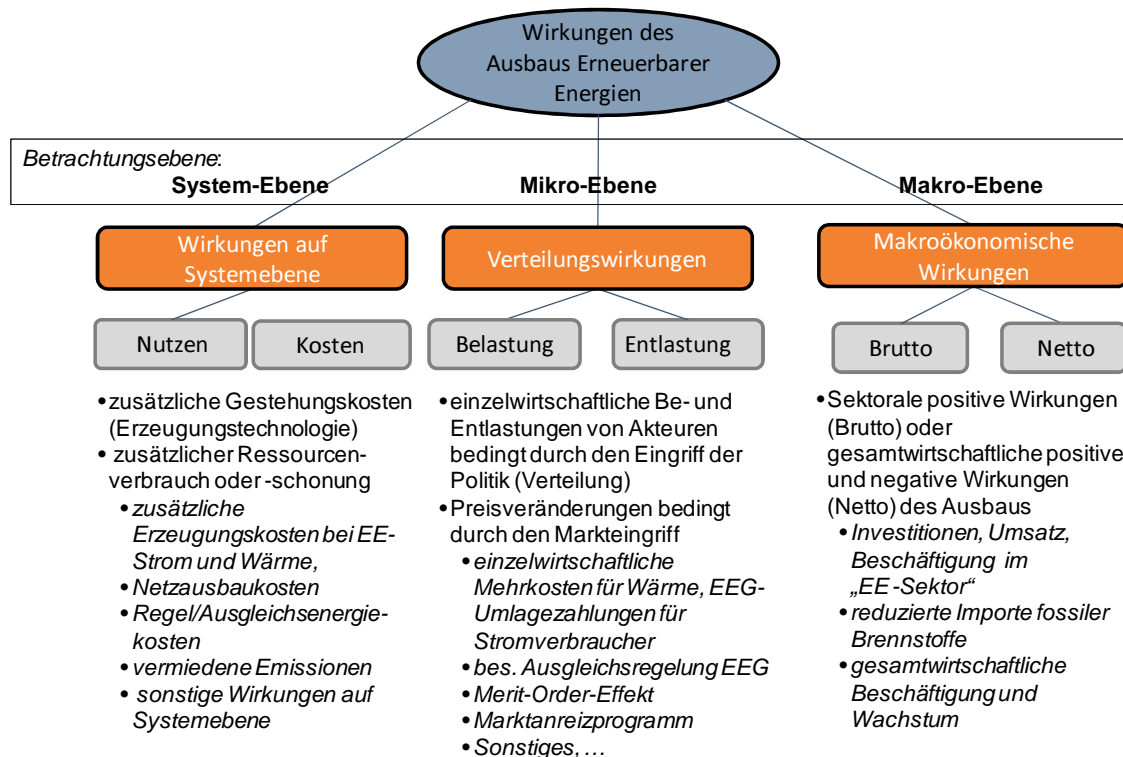 Wirkungen des
Ausbaus Erneuerbarer
Energien
Betrachtungsebene:
System-Ebene
Mikro-Ebene
Makro-Ebene
Wirkungen auf
Systemebene
Nutzen
Kosten
•zusätzliche Gestehungskosten
(Erzeugungstechnologie)
• zusätzlicher Ressourcen-
verbrauch oder -schonung
• zusätzliche
Erzeugungskosten bei EE-
Strom und Wärme,
• Netzausbaukosten
• Regel/Ausgleichsenergie-
kosten
• vermiedene Emissionen
• sonstige Wirkungen auf
Systemebene
Verteilungswirkungen
Belastung
Entlastung
•einzelwirtschaftliche Be- und
Entlastungen von Akteuren
bedingt durch den Eingriff der
Politik (Verteilung)
•Preisveränderungen bedingt
durch den Markteingriff
• einzelwirtschaftliche
Mehrkosten für Wärme, EEG-
Umlagezahlungen für
Stromverbraucher
• bes. Ausgleichsregelung EEG
• Merit-Order-Effekt
• Marktanreizprogramm
• Sonstiges, …
Makroökonomische
Wirkungen
Brutto
Netto
•Sektorale positive Wirkungen
(Brutto) oder
gesamtwirtschaftliche positive
und negative Wirkungen
(Netto) des Ausbaus
• Investitionen, Umsatz,
Beschäftigung im
„EE-Sektor“
• reduzierte Importe fossiler
Brennstoffe
• gesamtwirtschaftliche
Beschäftigung und
Wachstum